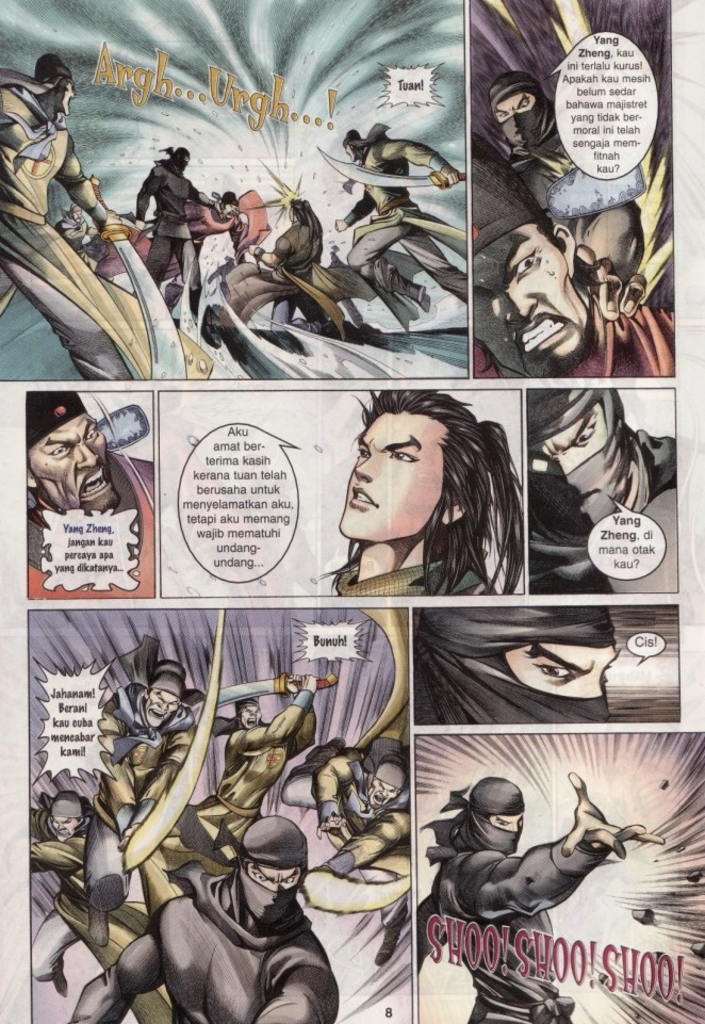 Argh...Urgh...!
Tuan!
Yang
Zheng, kau
ini terlalu kurus!
Apakah kau mesih
belum sedar
bahawa majistret
yang tidak ber-
moral ini telah
sengaja mem-
fitnah
kau?
Yang Zheng,
jangan kau
percaya apa
yang dikatanya...
Aku
amat ber-
terima kasih
kerana tuan telah
berusaha untuk
menyelamatkan aku,
tetapi aku memang
wajib mematuhi
undang-
undang...
Yang
Zheng, di
mana otak
kau?
Jahanam!
Berani
kau cuba
mencabar
kami!
Bunuh!
Cis!
SHOO! SHOO! SHOO!
8